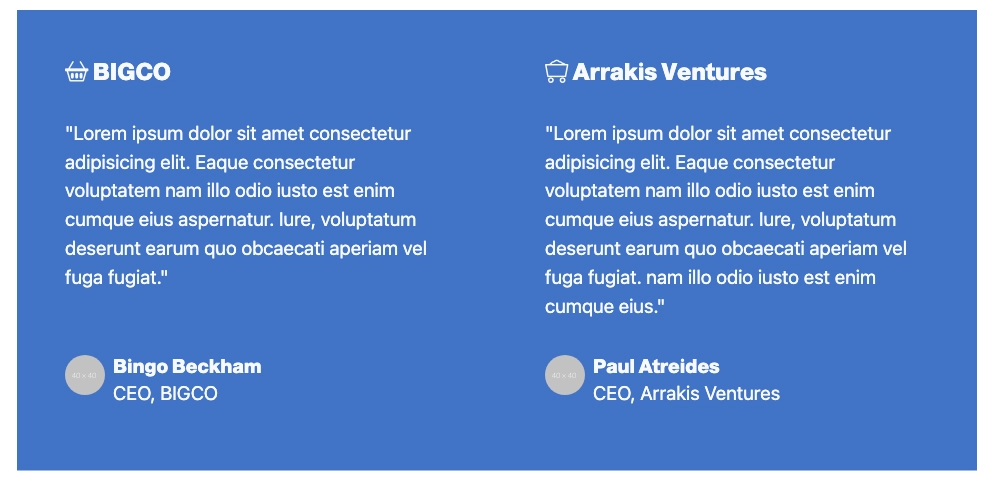 BIGCO
"Lorem ipsum dolor sit amet consectetur
adipisicing elit. Eaque consectetur
voluptatem nam illo odio iusto est enim
cumque eius aspernatur. Iure, voluptatum
deserunt earum quo obcaecati aperiam vel
fuga fugiat."
40 × 40
Bingo Beckham
CEO, BIGCO
Arrakis Ventures
"Lorem ipsum dolor sit amet consectetur
adipisicing elit. Eaque consectetur
voluptatem nam illo odio iusto est enim
cumque eius aspernatur. Iure, voluptatum
deserunt earum quo obcaecati aperiam vel
fuga fugiat. nam illo odio iusto est enim
cumque eius."
40 × 40
Paul Atreides
CEO, Arrakis Ventures